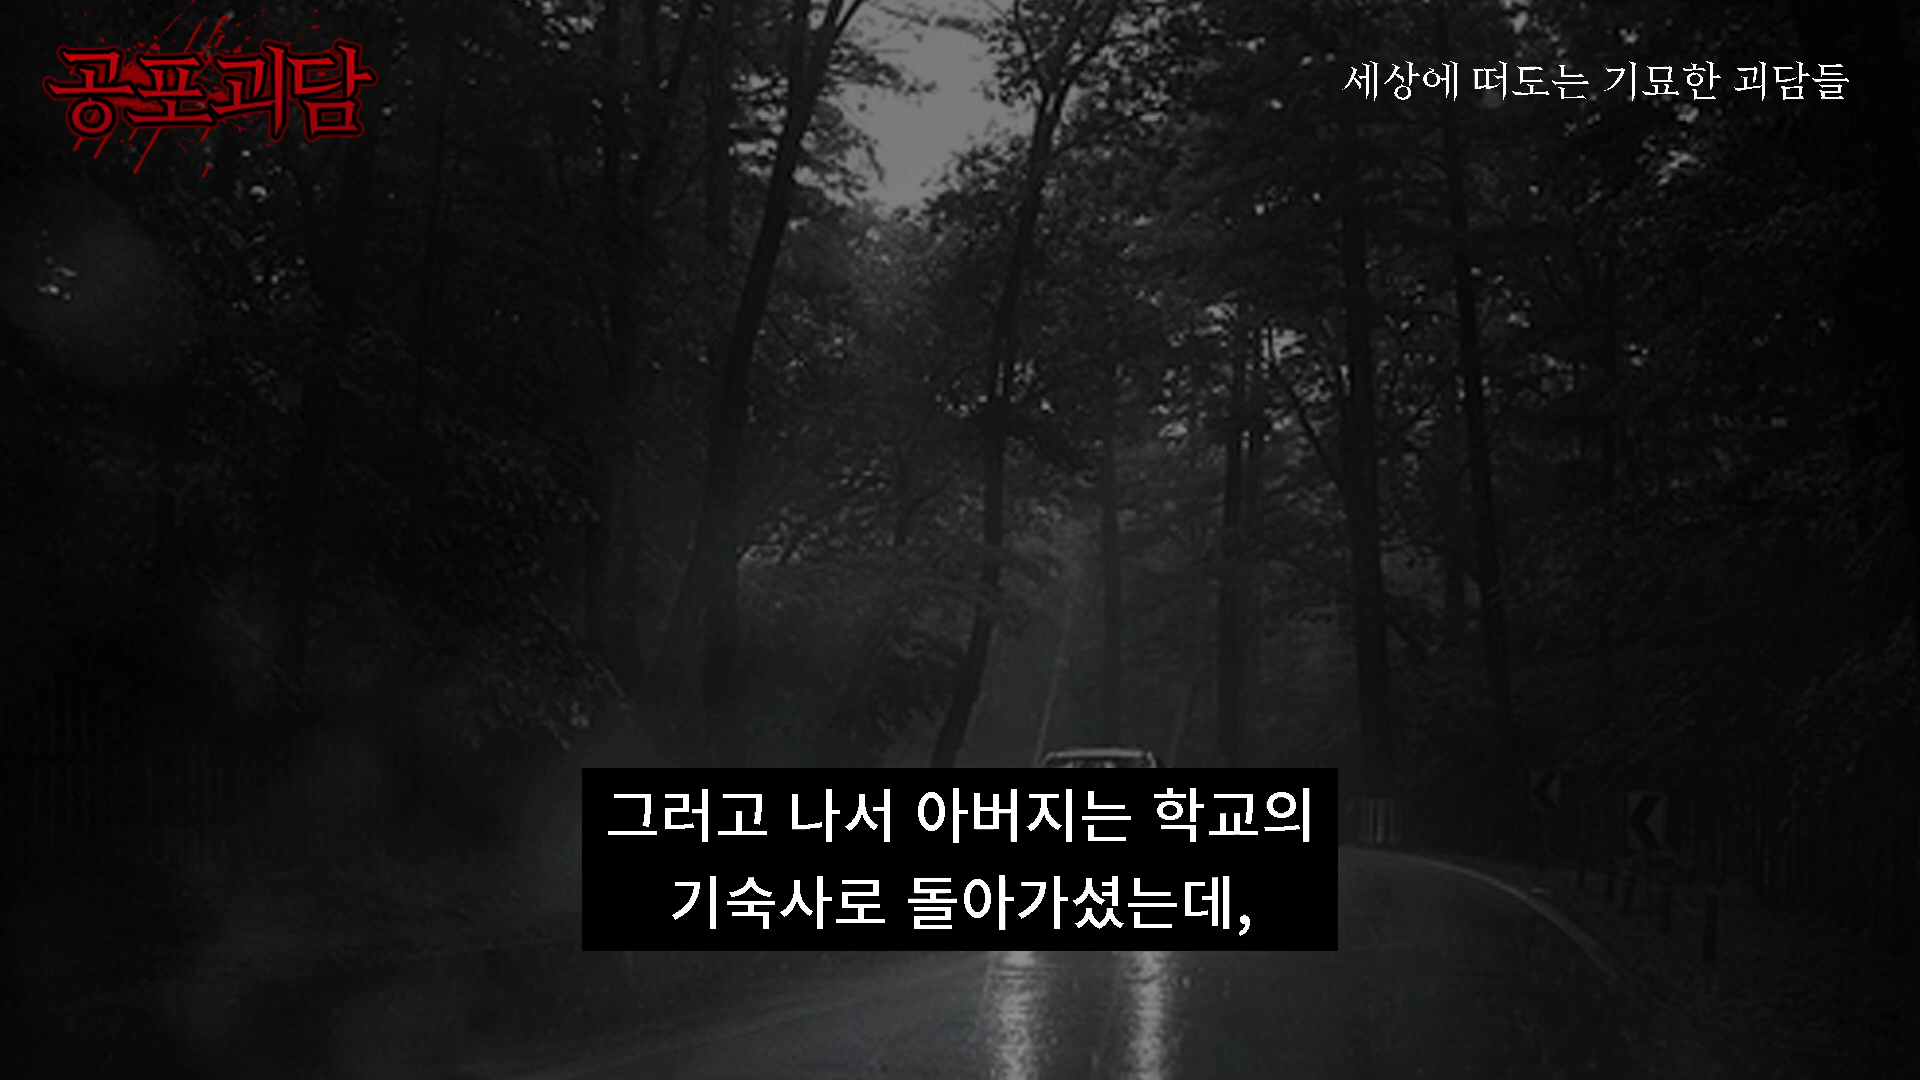 공포괴담
세상에 떠도는 기묘한 괴담들
그러고 나서 아버지는 학교의
기숙사로 돌아가셨는데,